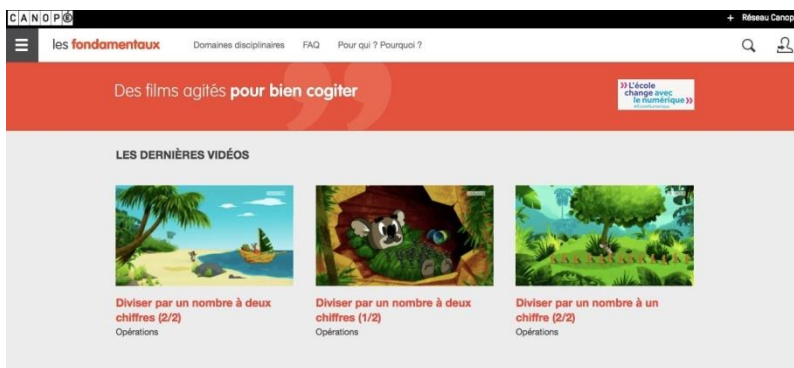 CANOPÉ
+ Réseau Canop
les fondamentaux
Domaines disciplinaires
FAQ
Pour qui ? Pourquoi ?
Des films agités pour bien cogiter
L'école
change avec
le numérique
#EcoleNumerique
LES DERNIÈRES VIDÉOS
Diviser par un nombre à deux
chiffres (2/2)
Opérations
Diviser par un nombre à deux
chiffres (1/2)
Opérations
Diviser par un nombre à un
chiffre (2/2)
Opérations